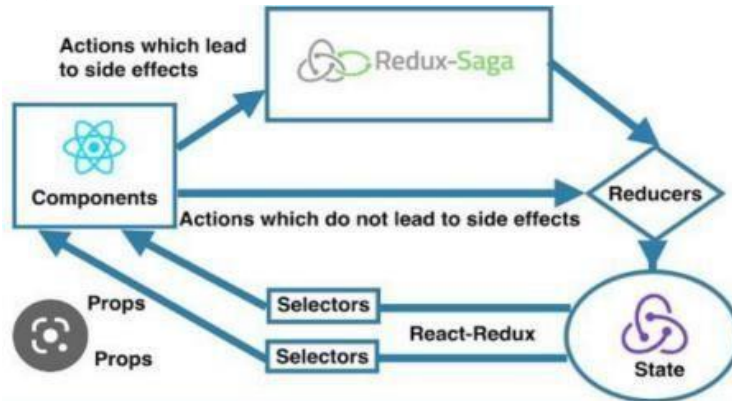 Actions which lead
to side effects
Redux-Saga
Components
Reducers
Actions which do not lead to side effects
Props
Selectors
React-Redux
Props
Selectors
State